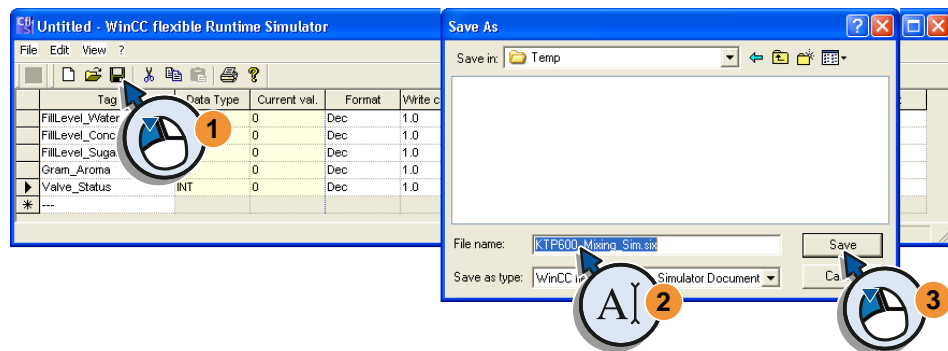 Untitled - WinCC flexible Runtime Simulator
File Edit View ?
Tag Data Type Current val. Format Write c
FillLevel_Water 0 Dec 1.0
FillLevel_Conc 0 Dec 1.0
FillLevel_Suga 0 Dec 1.0
Gram_Aroma 0 Dec 1.0
Valve_Status INT 0 Dec 1.0
---
1
Save As
Save in: Temp
File name: KTP600_Mixing_Sim.six Save
Save as type: WinCC Simulator Document Ca
A 2
3